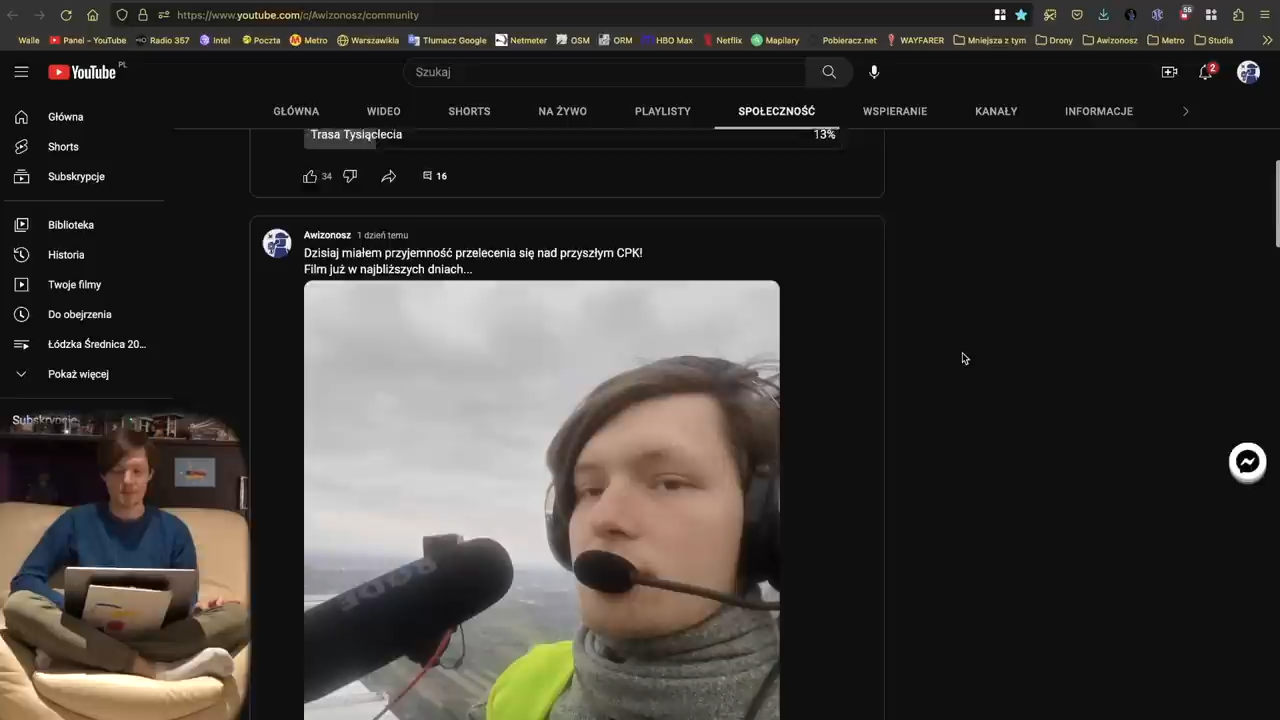 https://www.youtube.com/c/Awizonosz/community
55
Walle Panel – YouTube Radio 357 Intel Poczta Metro Warszawikia Tłumacz Google Netmeter OSM ORM HBO Max Netflix Mapilary Pobieracz.net WAYFARER Mniejsza z tym Drony Awizonosz Metro Studia
YouTube PL
Szukaj
2
GŁÓWNA WIDEO SHORTS NA ŻYWO PLAYLISTY SPOŁECZNOŚĆ WSPIERANIE KANAŁY INFORMACJE
Główna
Shorts
Subskrypcje
Biblioteka
Historia
Twoje filmy
Do obejrzenia
Łódzka Średnica 20...
Pokaż więcej
Subskrypcje
Trasa Tysiąclecia 13%
34 16
Awizonosz 1 dzień temu
Dzisiaj miałem przyjemność przelecenia się nad przyszłym CPK!
Film już w najbliższych dniach...
RODE